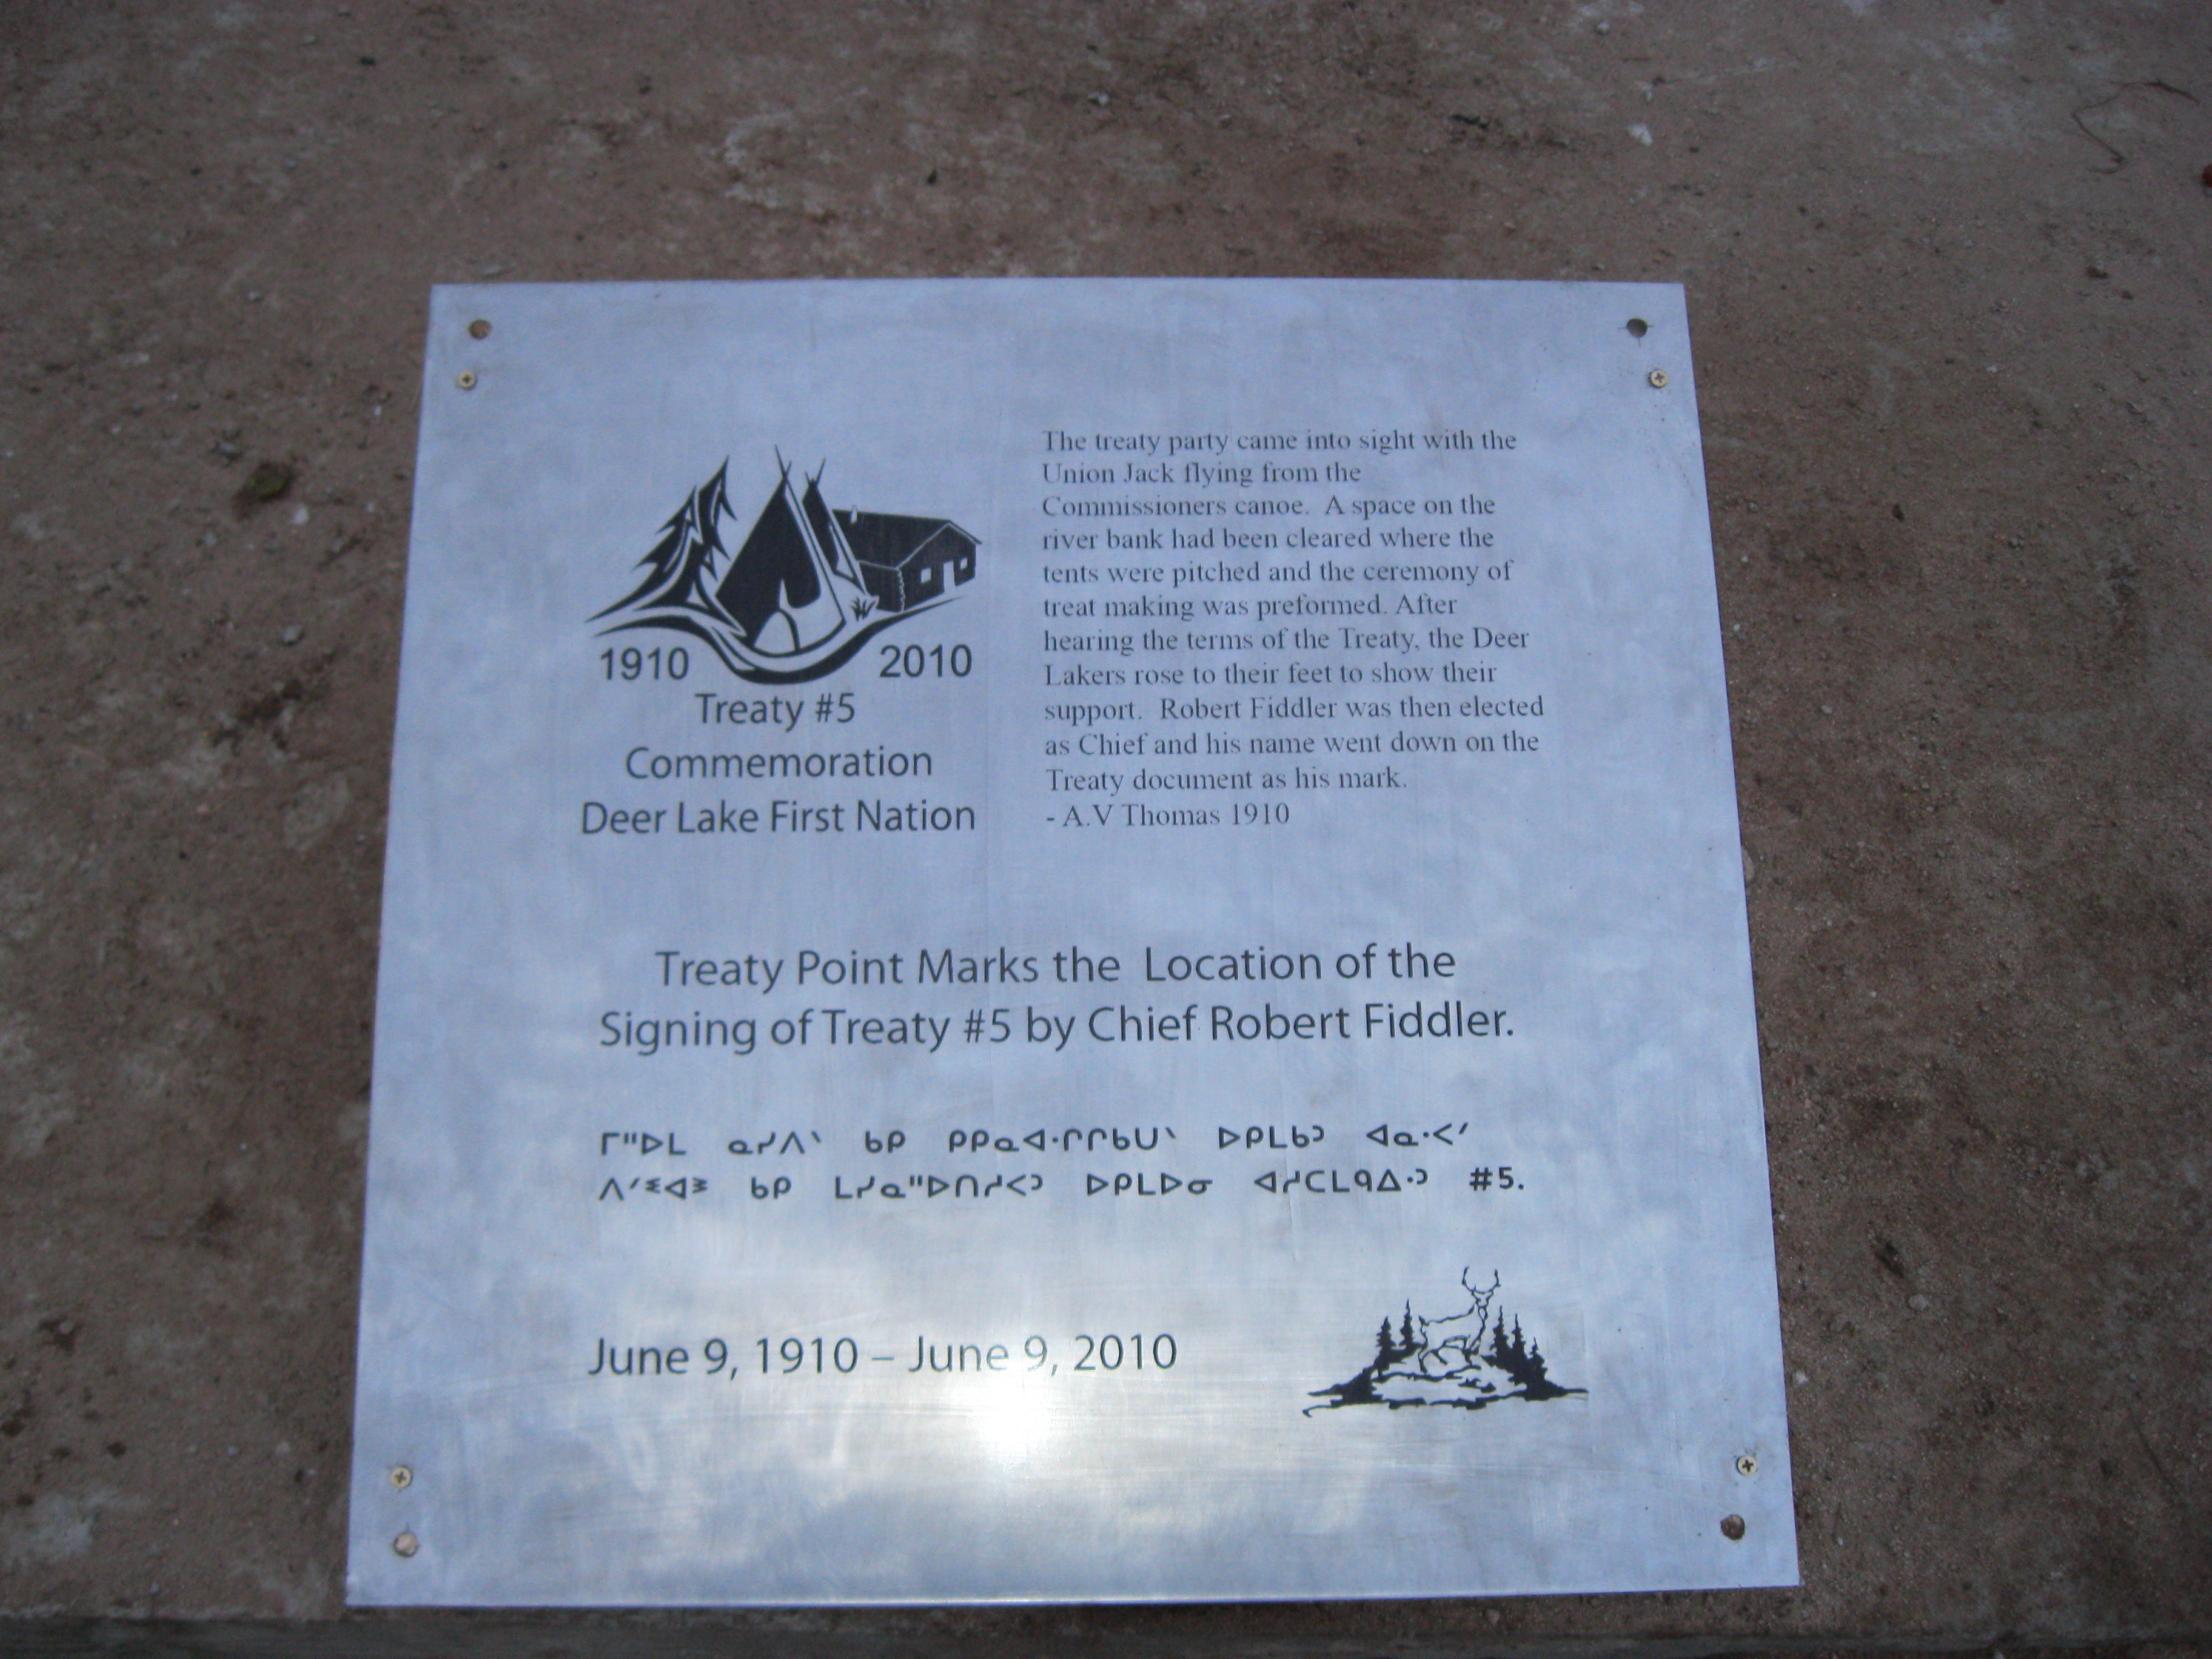 1910 2010
Treaty #5
Commemoration
Deer Lake First Nation
The treaty party came into sight with the
Union Jack flying from the
Commissioners canoe. A space on the
river bank had been cleared where the
tents were pitched and the ceremony of
treat making was preformed. After
hearing the terms of the Treaty, the Deer
Lakers rose to their feet to show their
support. Robert Fiddler was then elected
as Chief and his name went down on the
Treaty document as his mark.
- A.V Thomas 1910
Treaty Point Marks the Location of the
Signing of Treaty #5 by Chief Robert Fiddler.
ᒥᐦᐅᒪ ᓇᓯᐱᐠ ᑲᑭ ᑭᑭᓇᐗᒋᒋᑲᑌᐠ ᐅᑭᒪᑲᐣ ᐊᓇᐧᐸᐟ
ᑲᑭ ᐅᑭᒪᐅᓂ #5.
June 9, 1910 – June 9, 2010